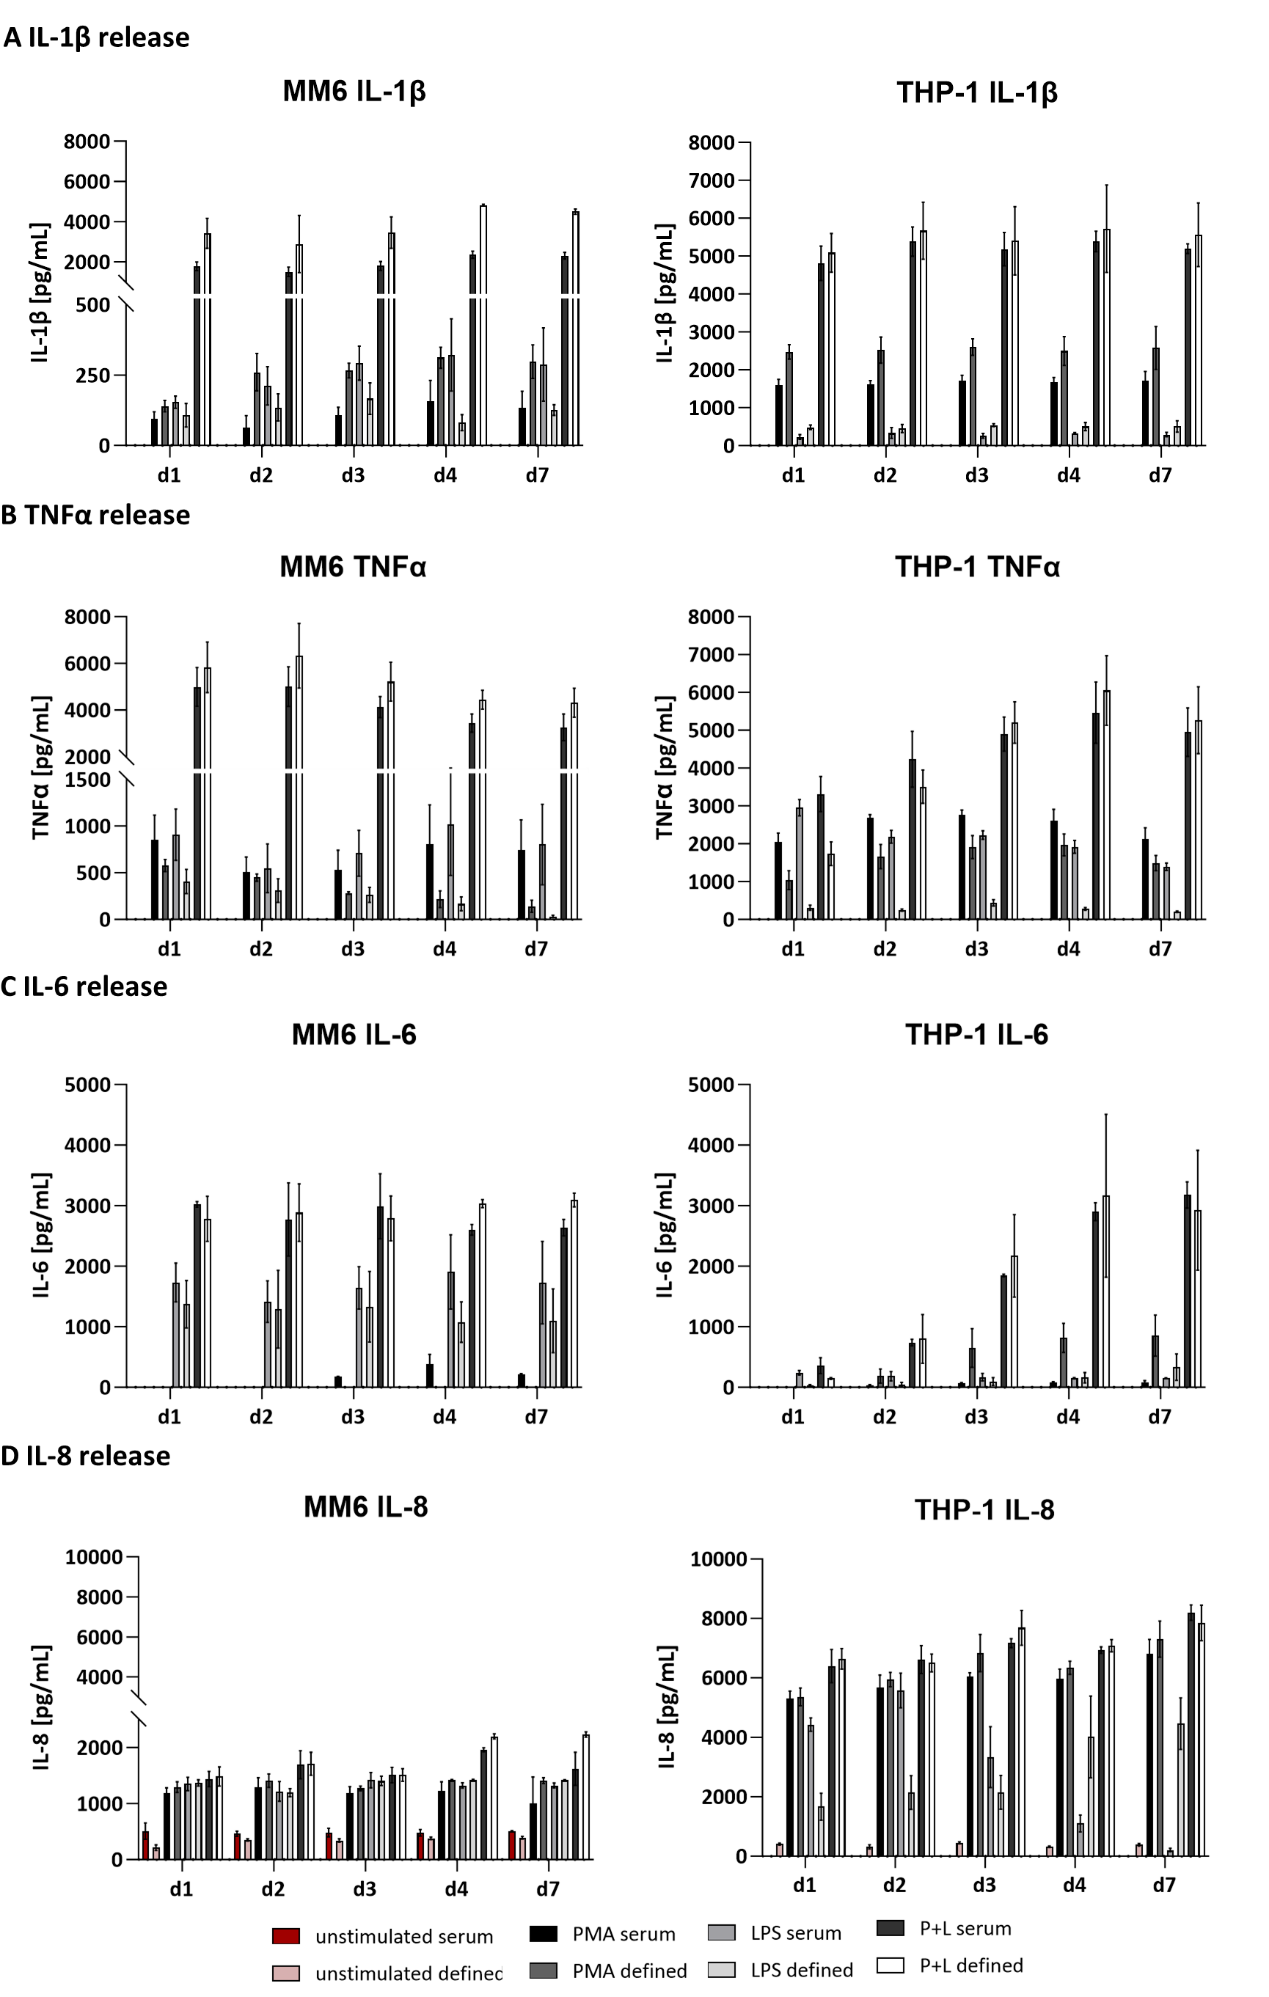 A IL-1β release
MM6 IL-1β
THP-1 IL-1β
IL-1β [pg/mL]
8000
6000
4000
2000
500
250
0
d1 d2 d3 d4 d7
IL-1β [pg/mL]
8000
7000
6000
5000
4000
3000
2000
1000
0
d1 d2 d3 d4 d7
B TNFα release
MM6 TNFα
THP-1 TNFα
TNFα [pg/mL]
8000
6000
4000
2000
1500
1000
500
0
d1 d2 d3 d4 d7
TNFα [pg/mL]
8000
7000
6000
5000
4000
3000
2000
1000
0
d1 d2 d3 d4 d7
C IL-6 release
MM6 IL-6
THP-1 IL-6
IL-6 [pg/mL]
5000
4000
3000
2000
1000
0
d1 d2 d3 d4 d7
IL-6 [pg/mL]
5000
4000
3000
2000
1000
0
d1 d2 d3 d4 d7
D IL-8 release
MM6 IL-8
THP-1 IL-8
IL-8 [pg/mL]
10000
8000
6000
4000
2000
1000
0
d1 d2 d3 d4 d7
IL-8 [pg/mL]
10000
8000
6000
4000
2000
0
d1 d2 d3 d4 d7
unstimulated serum PMA serum LPS serum P+L serum
unstimulated defined PMA defined LPS defined P+L defined